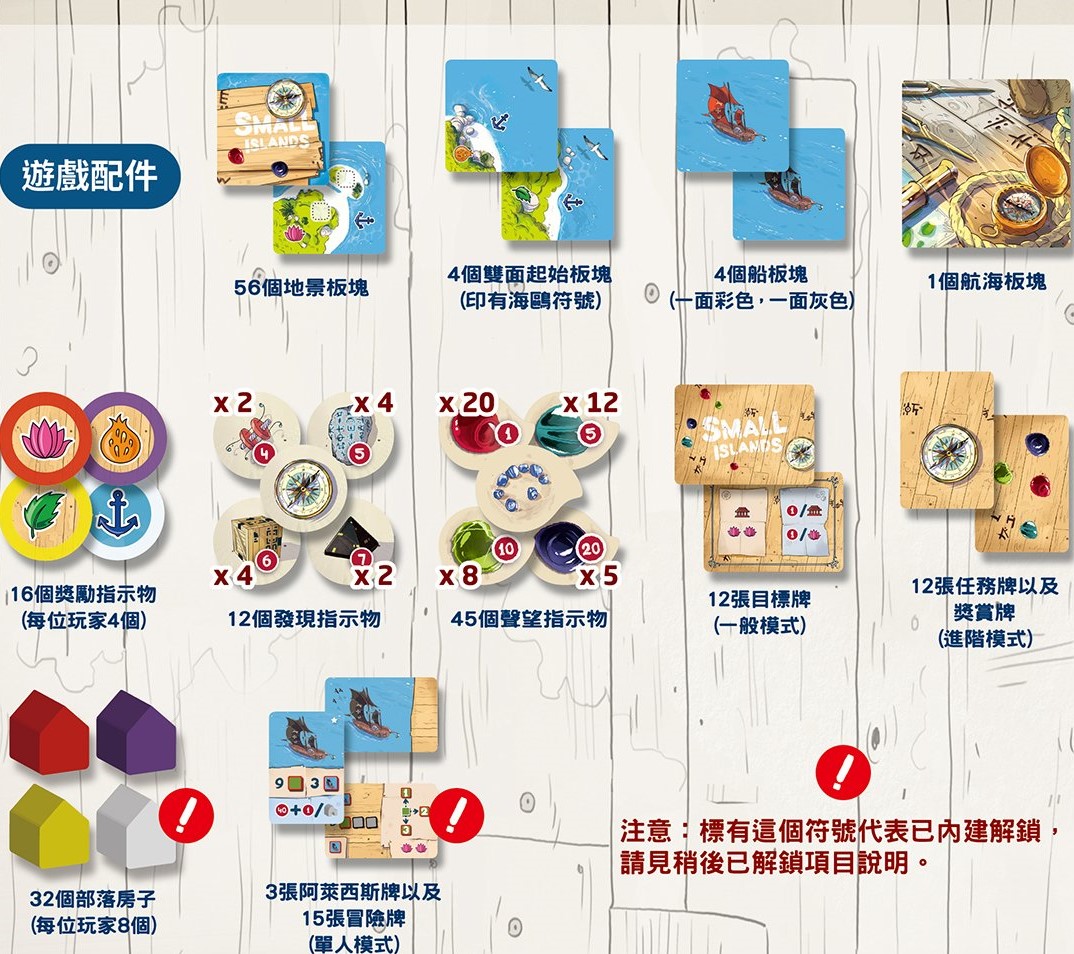 遊戲配件
SMALL
ISLANDS
56個地景板塊
4個雙面起始板塊
(印有海鷗符號)
4個船板塊
(一面彩色，一面灰色)
1個航海板塊
16個獎勵指示物
(每位玩家4個)
x 2
x 4
4
5
6
7
x 4
x 2
12個發現指示物
x 20
x 12
1
5
10
20
x 8
x 5
45個聲望指示物
SMALL
ISLANDS
1/
1/
12張目標牌
(一般模式)
12張任務牌以及
獎賞牌
(進階模式)
32個部落房子
(每位玩家8個)
!
9 3
40+1/
1
2
3
!
3張阿萊西斯牌以及
15張冒險牌
(單人模式)
!
注意：標有這個符號代表已內建解鎖，
請見稍後已解鎖項目說明。